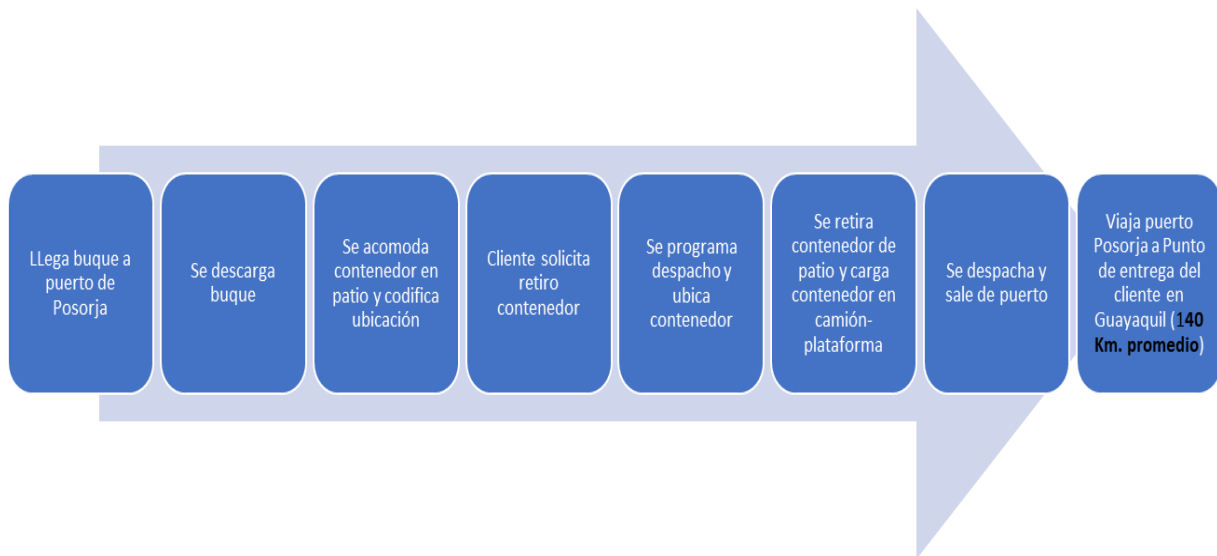 LLega buque a
puerto de
Posorja
Se descarga
buque
Se acomoda
contenedor en
patio y codifica
ubicación
Cliente solicita
retiro
contenedor
Se programa
despacho y
ubica
contenedor
Se retira
contenedor de
patio y carga
contenedor en
camión-
plataforma
Se despacha y
sale de puerto
Viaja puerto
Posorja a Punto
de entrega del
cliente en
Guayaquil (140
Km. promedio)